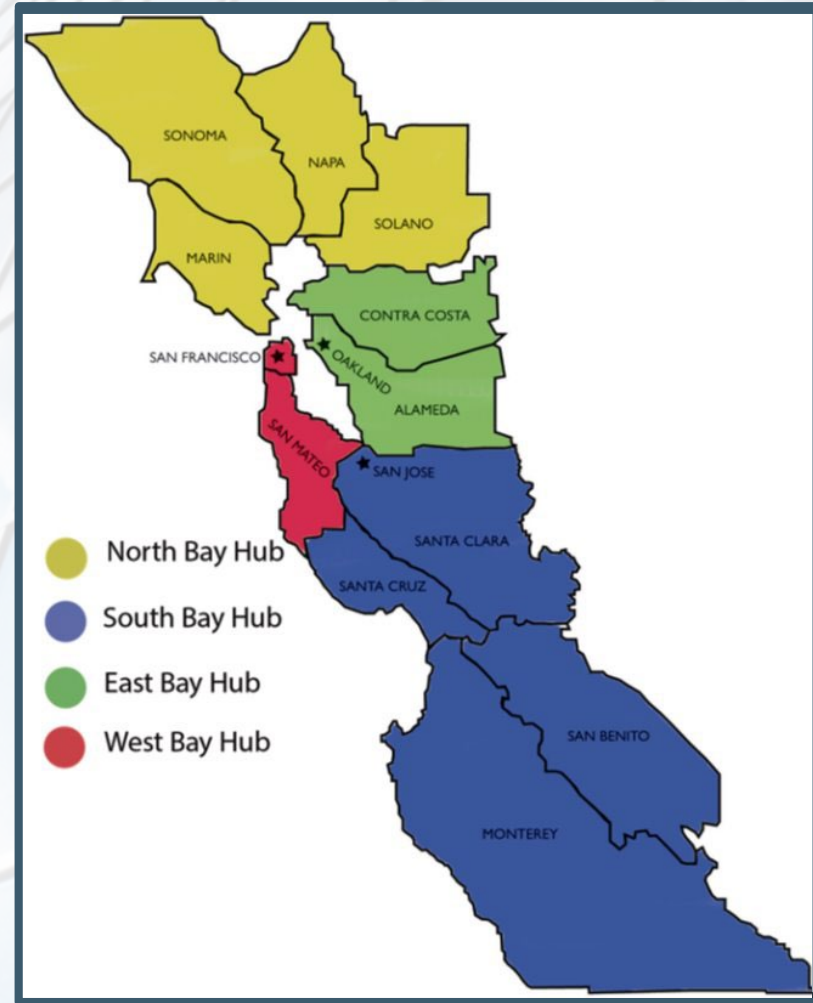 SONOMA
NAPA
SOLANO
MARIN
CONTRA COSTA
SAN FRANCISCO
OAKLAND
ALAMEDA
SAN MATEO
SAN JOSE
SANTA CLARA
SANTA CRUZ
SAN BENITO
MONTEREY
North Bay Hub
South Bay Hub
East Bay Hub
West Bay Hub